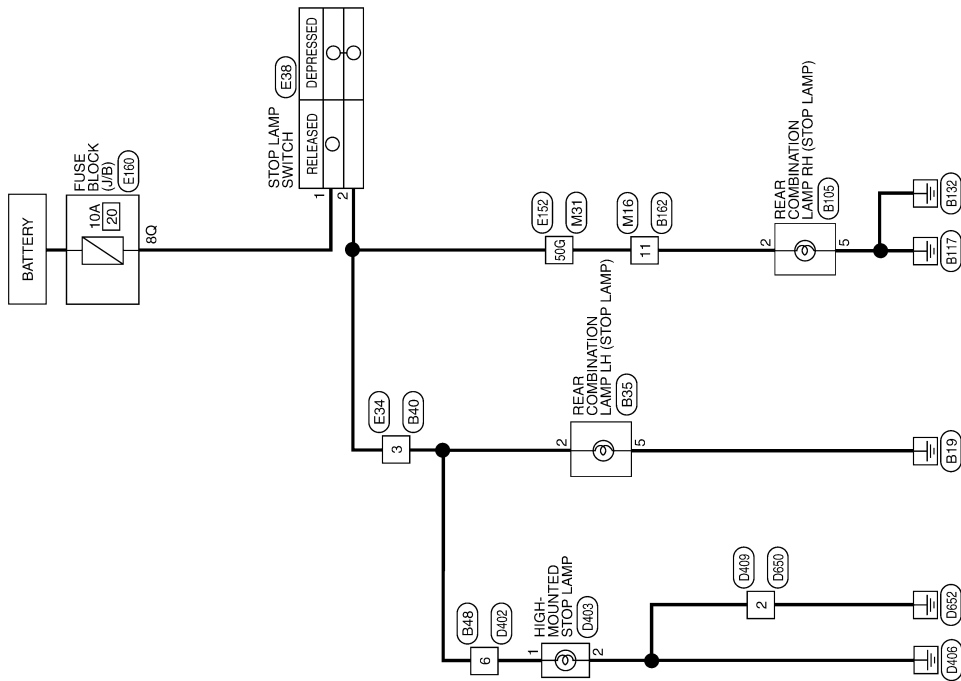 BATTERY
FUSE
BLOCK
(J/B)
E160
10A
20
8Q
STOP LAMP
SWITCH
E38
RELEASED
DEPRESSED
1
2
E152
M31
50G
M16
B162
11
REAR
COMBINATION
LAMP RH (STOP LAMP)
B105
2
5
B117
B132
E34
B40
3
REAR
COMBINATION
LAMP LH (STOP LAMP)
B35
2
5
B19
B48
D402
6
HIGH-
MOUNTED
STOP LAMP
D403
1
2
D409
D650
2
D406
D652